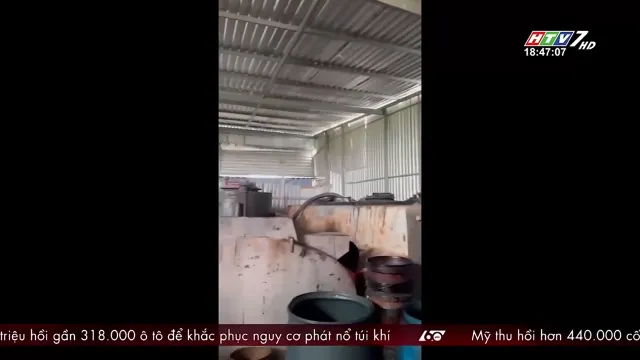 HTV7 HD
18:47:07
triệu hồi gần 318.000 ô tô để khắc phục nguy cơ phát nổ túi khí
Mỹ thu hồi hơn 440.000